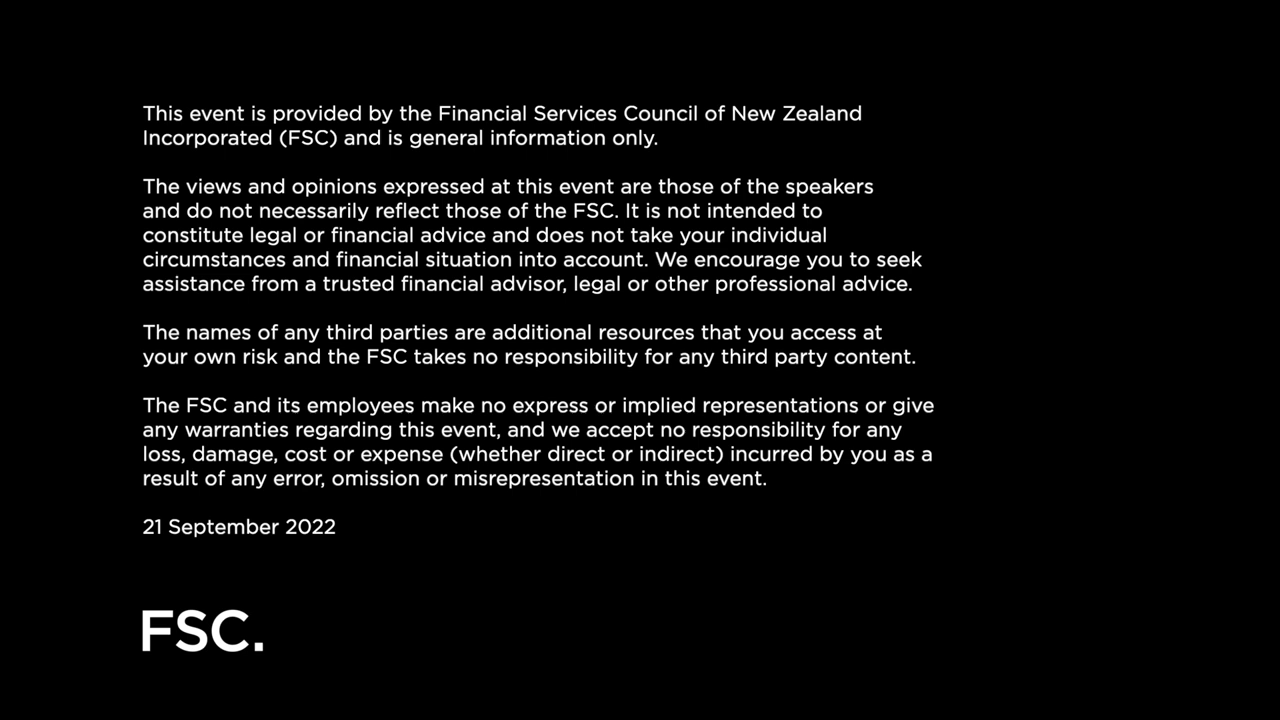 This event is provided by the Financial Services Council of New Zealand
Incorporated (FSC) and is general information only.
The views and opinions expressed at this event are those of the speakers
and do not necessarily reflect those of the FSC. It is not intended to
constitute legal or financial advice and does not take your individual
circumstances and financial situation into account. We encourage you to seek
assistance from a trusted financial advisor, legal or other professional advice.
The names of any third parties are additional resources that you access at
your own risk and the FSC takes no responsibility for any third party content.
The FSC and its employees make no express or implied representations or give
any warranties regarding this event, and we accept no responsibility for any
loss, damage, cost or expense (whether direct or indirect) incurred by you as a
result of any error, omission or misrepresentation in this event.
21 September 2022
FSC.